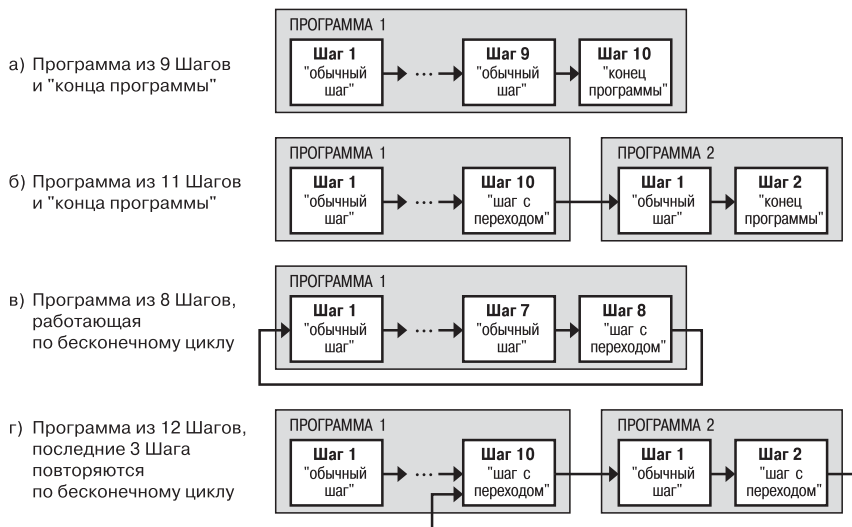 а) Программа из 9 Шагов
и "конца программы"
ПРОГРАММА 1
Шаг 1
"обычный
шаг"
...
Шаг 9
"обычный
шаг"
Шаг 10
"конец
программы"
б) Программа из 11 Шагов
и "конца программы"
ПРОГРАММА 1
Шаг 1
"обычный
шаг"
...
Шаг 10
"шаг с
переходом"
ПРОГРАММА 2
Шаг 1
"обычный
шаг"
Шаг 2
"конец
программы"
в) Программа из 8 Шагов,
работающая
по бесконечному циклу
ПРОГРАММА 1
Шаг 1
"обычный
шаг"
...
Шаг 7
"обычный
шаг"
Шаг 8
"шаг с
переходом"
г) Программа из 12 Шагов,
последние 3 Шага
повторяются
по бесконечному циклу
ПРОГРАММА 1
Шаг 1
"обычный
шаг"
...
Шаг 10
"шаг с
переходом"
ПРОГРАММА 2
Шаг 1
"обычный
шаг"
Шаг 2
"шаг с
переходом"